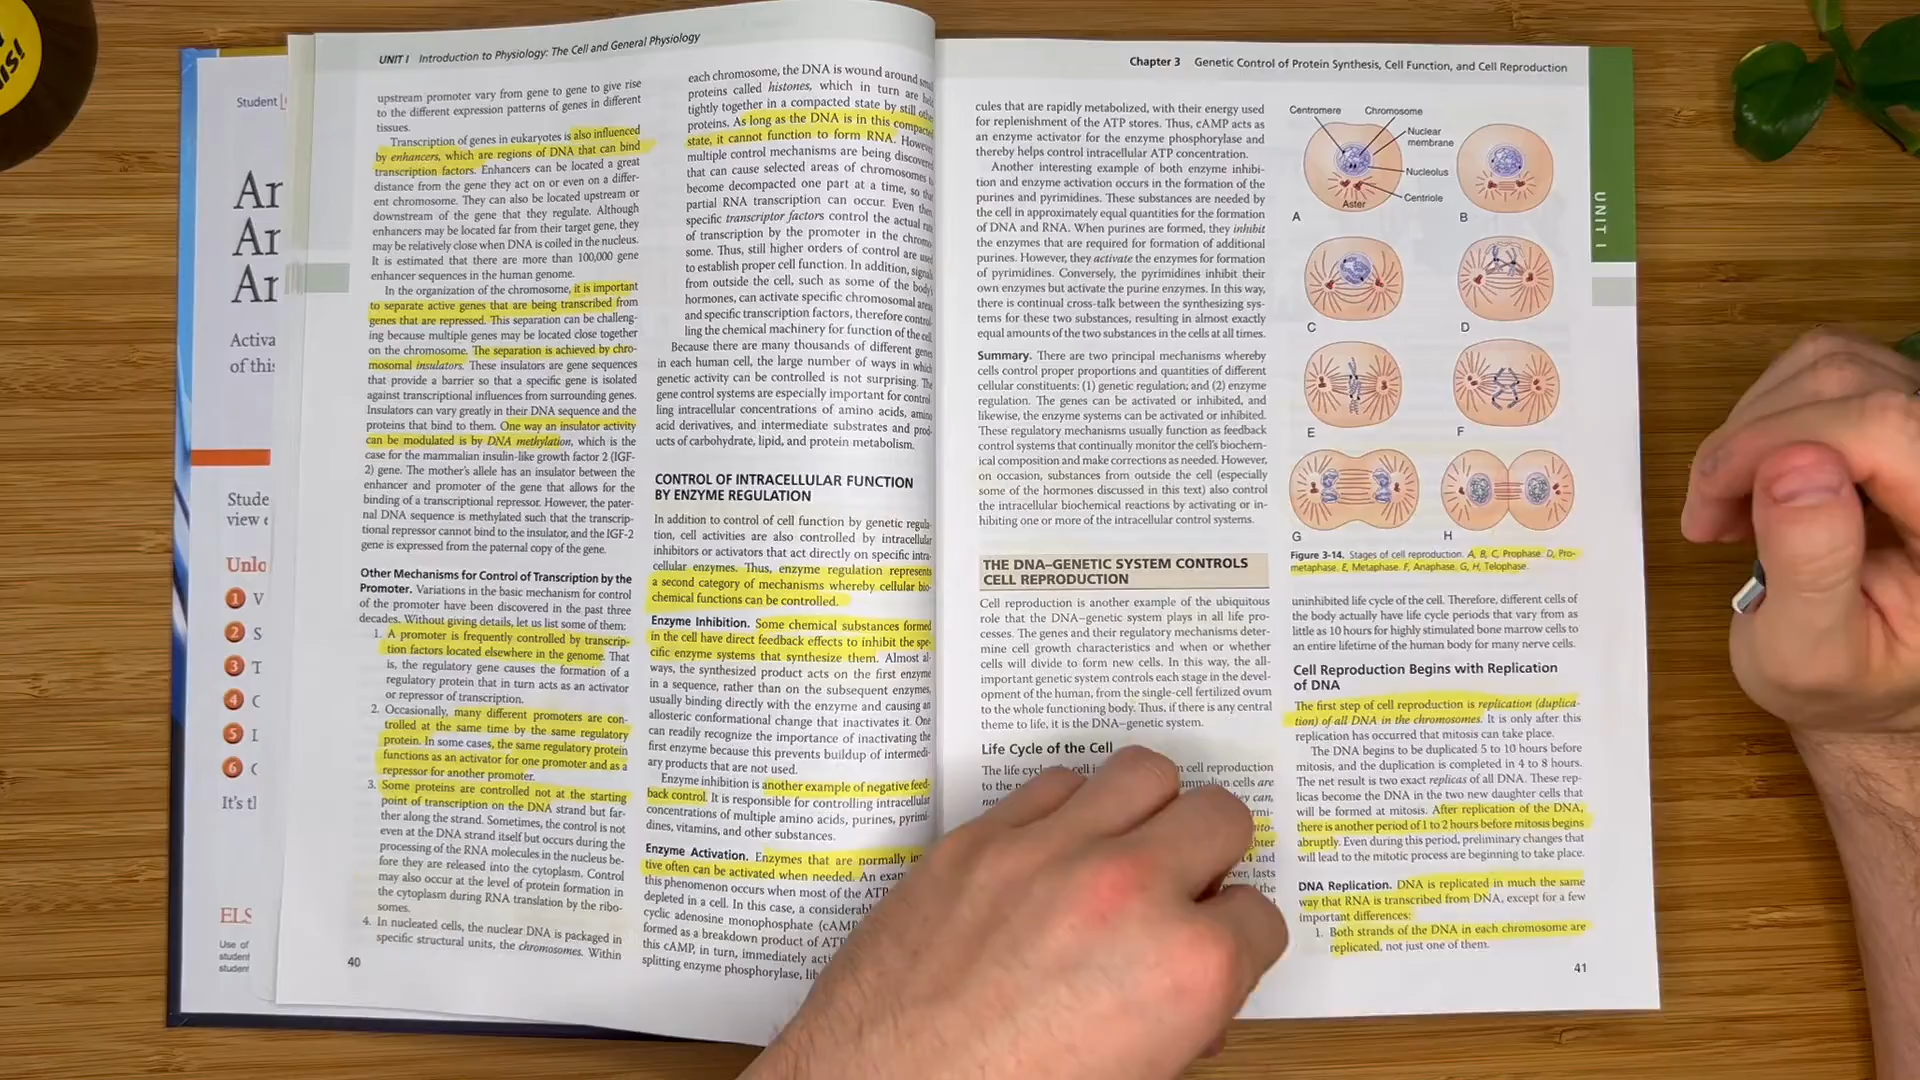 Student
Ar
Ar
Ar
Activa
of this
Stude
view
Unlo
1 V
2 S
3 T
4 C
5 I
6 C
It's tl
ELS
Use of
student
student
UNIT I Introduction to Physiology: The Cell and General Physiology
upstream promoter vary from gene to gene to give rise
to the different expression patterns of genes in different
tissues.
Transcription of genes in eukaryotes is also influenced
by enhancers, which are regions of DNA that can bind
transcription factors. Enhancers can be located a great
distance from the gene they act on or even on a differ-
ent chromosome. They can also be located upstream or
downstream of the gene that they regulate. Although
enhancers may be located far from their target gene, they
may be relatively close when DNA is coiled in the nucleus.
It is estimated that there are more than 100,000 gene
enhancer sequences in the human genome.
In the organization of the chromosome, it is important
to separate active genes that are being transcribed from
genes that are repressed. This separation can be challeng-
ing because multiple genes may be located close together
on the chromosome. The separation is achieved by chro-
mosomal insulators. These insulators are gene sequences
that provide a barrier so that a specific gene is isolated
against transcriptional influences from surrounding genes.
Insulators can vary greatly in their DNA sequence and the
proteins that bind to them. One way an insulator activity
can be modulated is by DNA methylation, which is the
case for the mammalian insulin-like growth factor 2 (IGF-
2) gene. The mother's allele has an insulator between the
enhancer and promoter of the gene that allows for the
binding of a transcriptional repressor. However, the pater-
nal DNA sequence is methylated such that the transcrip-
tional repressor cannot bind to the insulator, and the IGF-2
gene is expressed from the paternal copy of the gene.
Other Mechanisms for Control of Transcription by the
Promoter. Variations in the basic mechanism for control
of the promoter have been discovered in the past three
decades. Without giving details, let us list some of them:
1. A promoter is frequently controlled by transcrip-
tion factors located elsewhere in the genome. That
is, the regulatory gene causes the formation of a
regulatory protein that in turn acts as an activator
or repressor of transcription.
2. Occasionally, many different promoters are con-
trolled at the same time by the same regulatory
protein. In some cases, the same regulatory protein
functions as an activator for one promoter and as a
repressor for another promoter.
3. Some proteins are controlled not at the starting
point of transcription on the DNA strand but far-
ther along the strand. Sometimes, the control is not
even at the DNA strand itself but occurs during the
processing of the RNA molecules in the nucleus be-
fore they are released into the cytoplasm. Control
may also occur at the level of protein formation in
the cytoplasm during RNA translation by the ribo-
somes.
4. In nucleated cells, the nuclear DNA is packaged in
specific structural units, the chromosomes. Within
40
each chromosome, the DNA is wound around small
proteins called histones, which in turn are held
tightly together in a compacted state by still other
proteins. As long as the DNA is in this compacted
state, it cannot function to form RNA. However,
multiple control mechanisms are being discovered
that can cause selected areas of chromosomes to
become decompacted one part at a time, so that
partial RNA transcription can occur. Even then,
specific transcriptor factors control the actual rate
of transcription by the promoter in the chromo-
some. Thus, still higher orders of control are used
to establish proper cell function. In addition, signals
from outside the cell, such as some of the body's
hormones, can activate specific chromosomal areas
and specific transcription factors, therefore control-
ling the chemical machinery for function of the cell.
Because there are many thousands of different genes
in each human cell, the large number of ways in which
genetic activity can be controlled is not surprising. The
gene control systems are especially important for control-
ling intracellular concentrations of amino acids, amino
acid derivatives, and intermediate substrates and prod-
ucts of carbohydrate, lipid, and protein metabolism.
CONTROL OF INTRACELLULAR FUNCTION
BY ENZYME REGULATION
In addition to control of cell function by genetic regula-
tion, cell activities are also controlled by intracellular
inhibitors or activators that act directly on specific intra-
cellular enzymes. Thus, enzyme regulation represents
a second category of mechanisms whereby cellular bio-
chemical functions can be controlled.
Enzyme Inhibition. Some chemical substances formed
in the cell have direct feedback effects to inhibit the spe-
cific enzyme systems that synthesize them. Almost al-
ways, the synthesized product acts on the first enzyme
in a sequence, rather than on the subsequent enzymes,
usually binding directly with the enzyme and causing an
allosteric conformational change that inactivates it. One
can readily recognize the importance of inactivating the
first enzyme because this prevents buildup of intermedi-
ary products that are not used.
Enzyme inhibition is another example of negative feed-
back control. It is responsible for controlling intracellular
concentrations of multiple amino acids, purines, pyrimi-
dines, vitamins, and other substances.
Enzyme Activation. Enzymes that are normally inac-
tive often can be activated when needed. An exam
this phenomenon occurs when most of the ATP
depleted in a cell. In this case, a considerabl
cyclic adenosine monophosphate (cAMP
formed as a breakdown product of ATP
this cAMP, in turn, immediately acti
splitting enzyme phosphorylase, lib
Chapter 3 Genetic Control of Protein Synthesis, Cell Function, and Cell Reproduction
cules that are rapidly metabolized, with their energy used
for replenishment of the ATP stores. Thus, cAMP acts as
an enzyme activator for the enzyme phosphorylase and
thereby helps control intracellular ATP concentration.
Another interesting example of both enzyme inhibi-
tion and enzyme activation occurs in the formation of the
purines and pyrimidines. These substances are needed by
the cell in approximately equal quantities for the formation
of DNA and RNA. When purines are formed, they inhibit
the enzymes that are required for formation of additional
purines. However, they activate the enzymes for formation
of pyrimidines. Conversely, the pyrimidines inhibit their
own enzymes but activate the purine enzymes. In this way,
there is continual cross-talk between the synthesizing sys-
tems for these two substances, resulting in almost exactly
equal amounts of the two substances in the cells at all times.
Summary. There are two principal mechanisms whereby
cells control proper proportions and quantities of different
cellular constituents: (1) genetic regulation; and (2) enzyme
regulation. The genes can be activated or inhibited, and
likewise, the enzyme systems can be activated or inhibited.
These regulatory mechanisms usually function as feedback
control systems that continually monitor the cell's biochem-
ical composition and make corrections as needed. However,
on occasion, substances from outside the cell (especially
some of the hormones discussed in this text) also control
the intracellular biochemical reactions by activating or in-
hibiting one or more of the intracellular control systems.
THE DNA–GENETIC SYSTEM CONTROLS
CELL REPRODUCTION
Cell reproduction is another example of the ubiquitous
role that the DNA–genetic system plays in all life pro-
cesses. The genes and their regulatory mechanisms deter-
mine cell growth characteristics and when or whether
cells will divide to form new cells. In this way, the all-
important genetic system controls each stage in the devel-
opment of the human, from the single-cell fertilized ovum
to the whole functioning body. Thus, if there is any central
theme to life, it is the DNA–genetic system.
Life Cycle of the Cell
The life cycle cell i cell reproduction
to the ammalian cells are
not ey can,
rmi-
ito-
hter
14 and
ever, lasts
the
Centromere Chromosome
Nuclear
membrane
Nucleolus
Centriole
Aster
A B
C D
E F
G H
Figure 3-14. Stages of cell reproduction. A, B, C, Prophase. D, Pro-
metaphase. E, Metaphase. F, Anaphase. G, H, Telophase.
uninhibited life cycle of the cell. Therefore, different cells of
the body actually have life cycle periods that vary from as
little as 10 hours for highly stimulated bone marrow cells to
an entire lifetime of the human body for many nerve cells.
Cell Reproduction Begins with Replication
of DNA
The first step of cell reproduction is replication (duplica-
tion) of all DNA in the chromosomes. It is only after this
replication has occurred that mitosis can take place.
The DNA begins to be duplicated 5 to 10 hours before
mitosis, and the duplication is completed in 4 to 8 hours.
The net result is two exact replicas of all DNA. These rep-
licas become the DNA in the two new daughter cells that
will be formed at mitosis. After replication of the DNA,
there is another period of 1 to 2 hours before mitosis begins
abruptly. Even during this period, preliminary changes that
will lead to the mitotic process are beginning to take place.
DNA Replication. DNA is replicated in much the same
way that RNA is transcribed from DNA, except for a few
important differences:
1. Both strands of the DNA in each chromosome are
replicated, not just one of them.
41
UNIT I